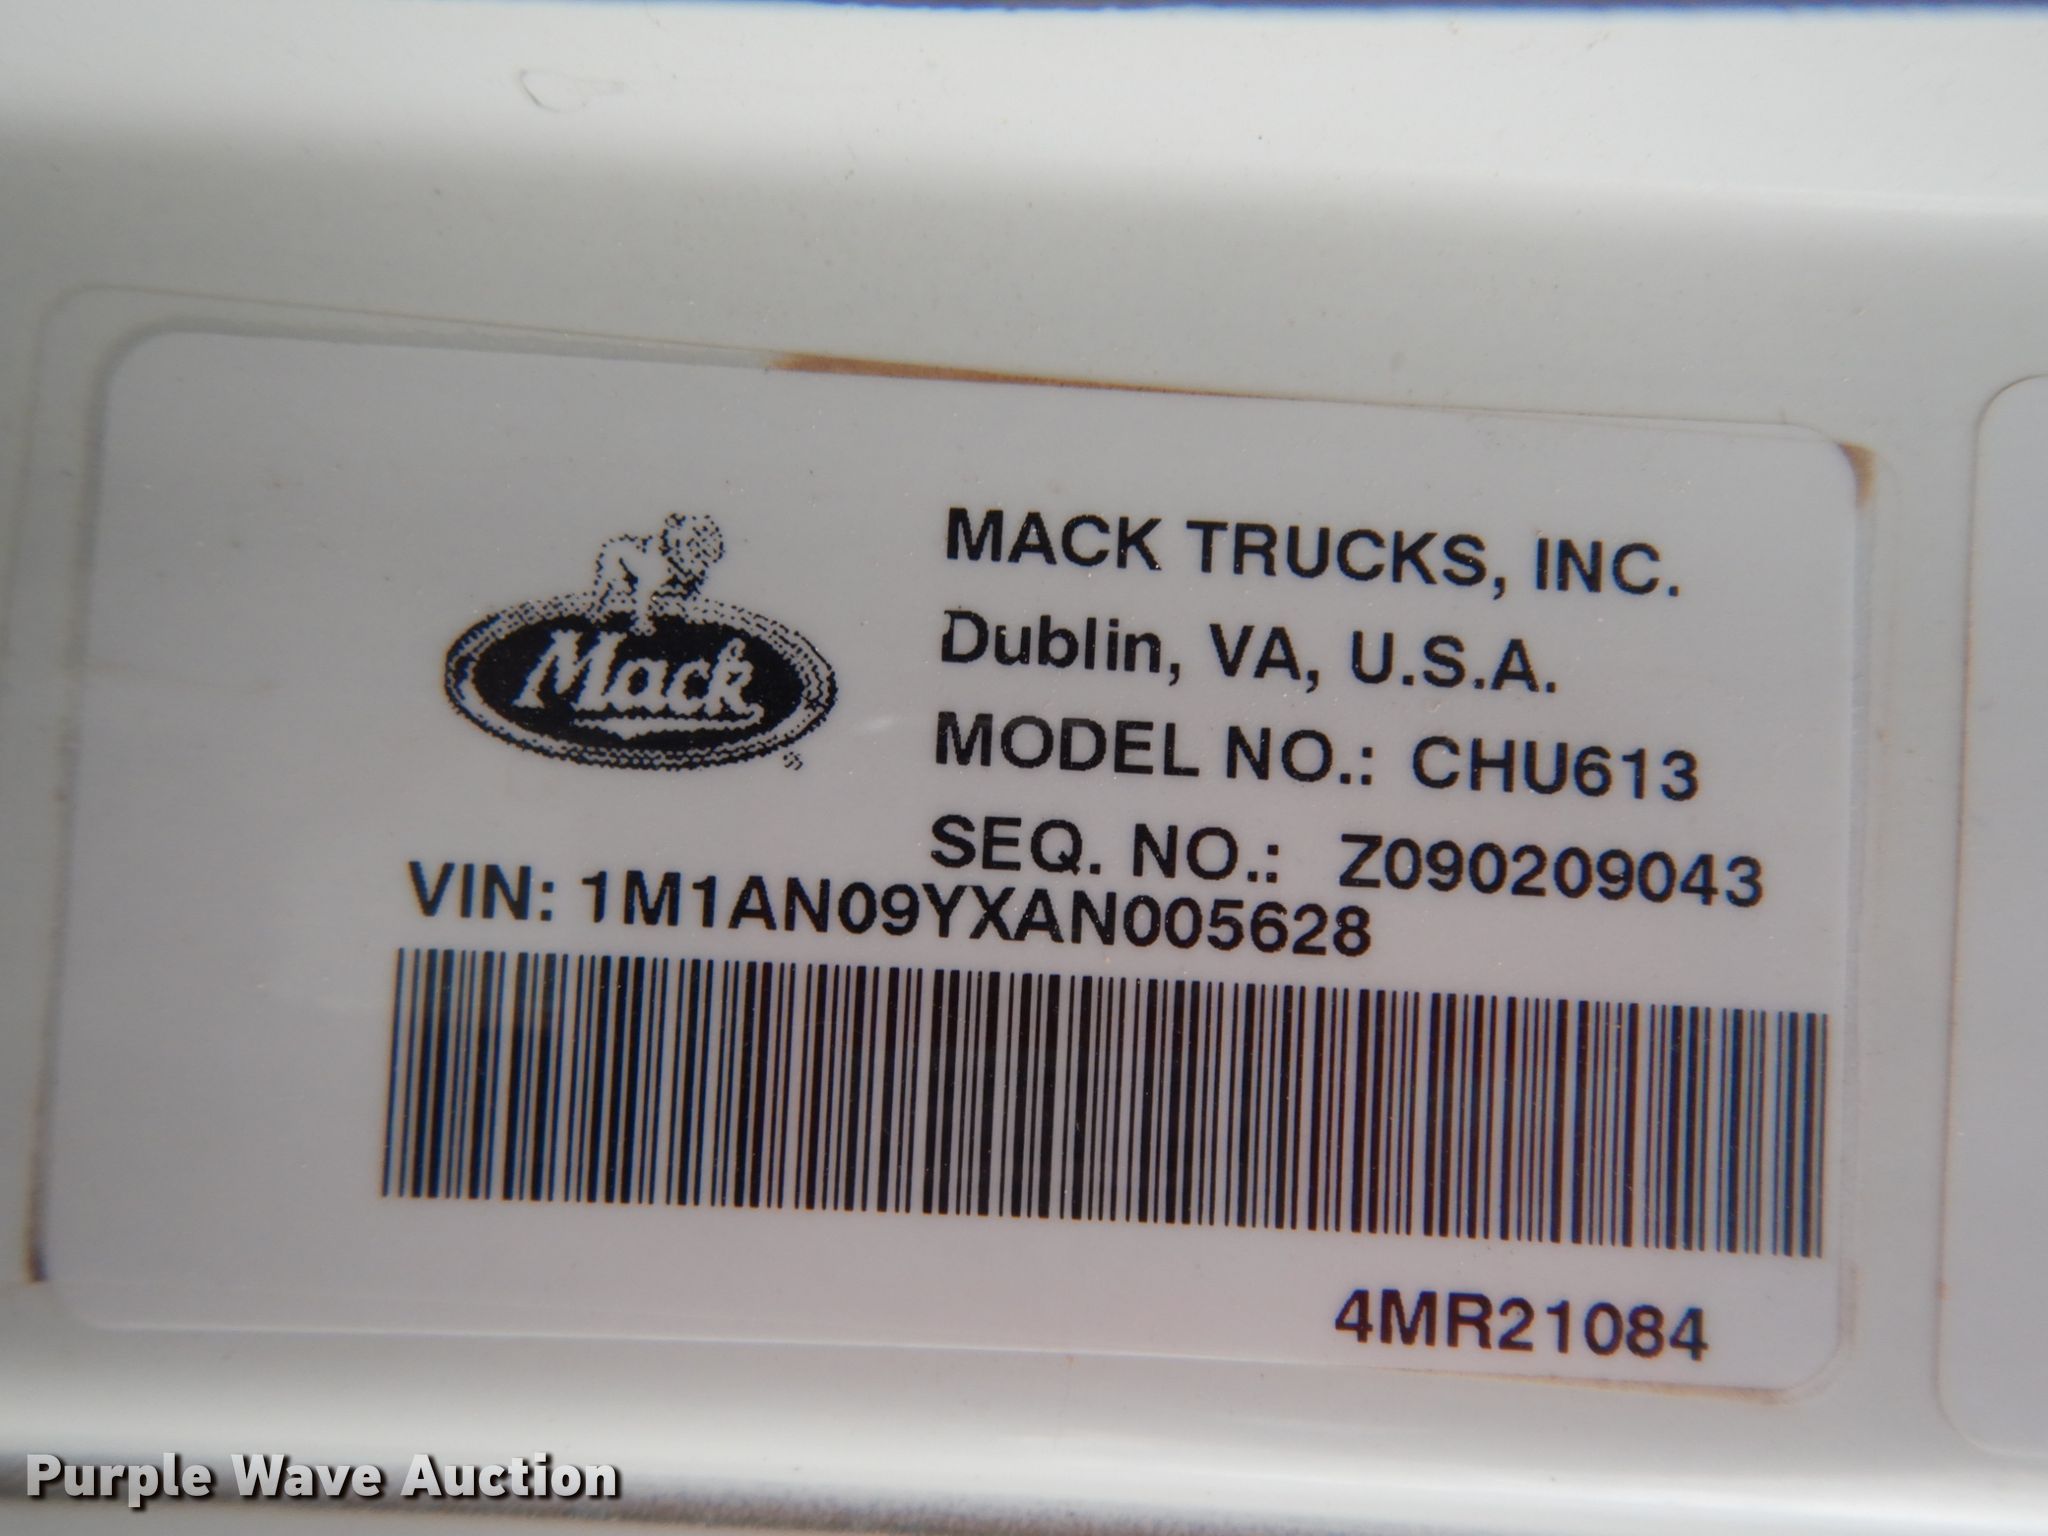 Mack
MACK TRUCKS, INC.
Dublin, VA, U.S.A.
MODEL NO.: CHU613
SEQ. NO.: Z090209043
VIN: 1M1AN09YXAN005628
4MR21084
Purple Wave Auction